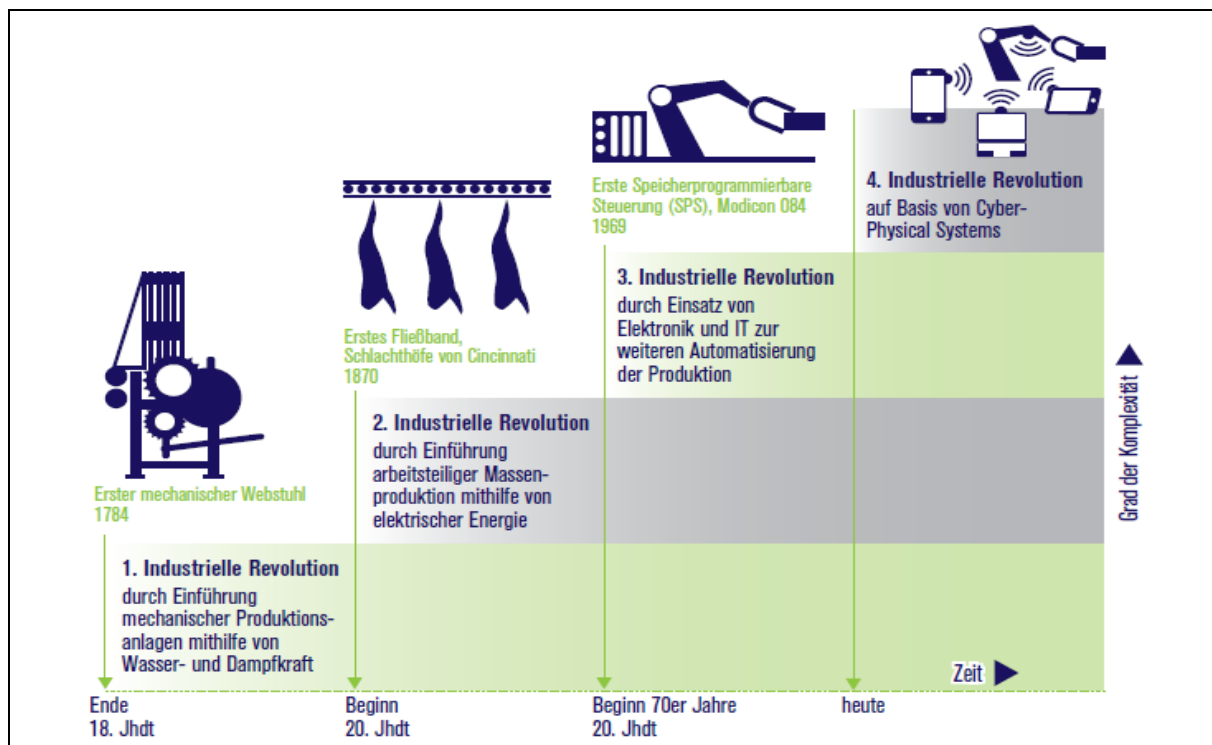 4. Industrielle Revolution
auf Basis von Cyber-
Physical Systems
Erste Speicherprogrammierbare
Steuerung (SPS), Modicon 084
1969
3. Industrielle Revolution
durch Einsatz von
Elektronik und IT zur
weiteren Automatisierung
der Produktion
Erstes Fließband,
Schlachthöfe von Cincinnati
1870
2. Industrielle Revolution
durch Einführung
arbeitsteiliger Massen-
produktion mithilfe von
elektrischer Energie
Erster mechanischer Webstuhl
1784
1. Industrielle Revolution
durch Einführung
mechanischer Produktions-
anlagen mithilfe von
Wasser- und Dampfkraft
Grad der Komplexität
Zeit
Ende
18. Jhdt
Beginn
20. Jhdt
Beginn 70er Jahre
20. Jhdt
heute